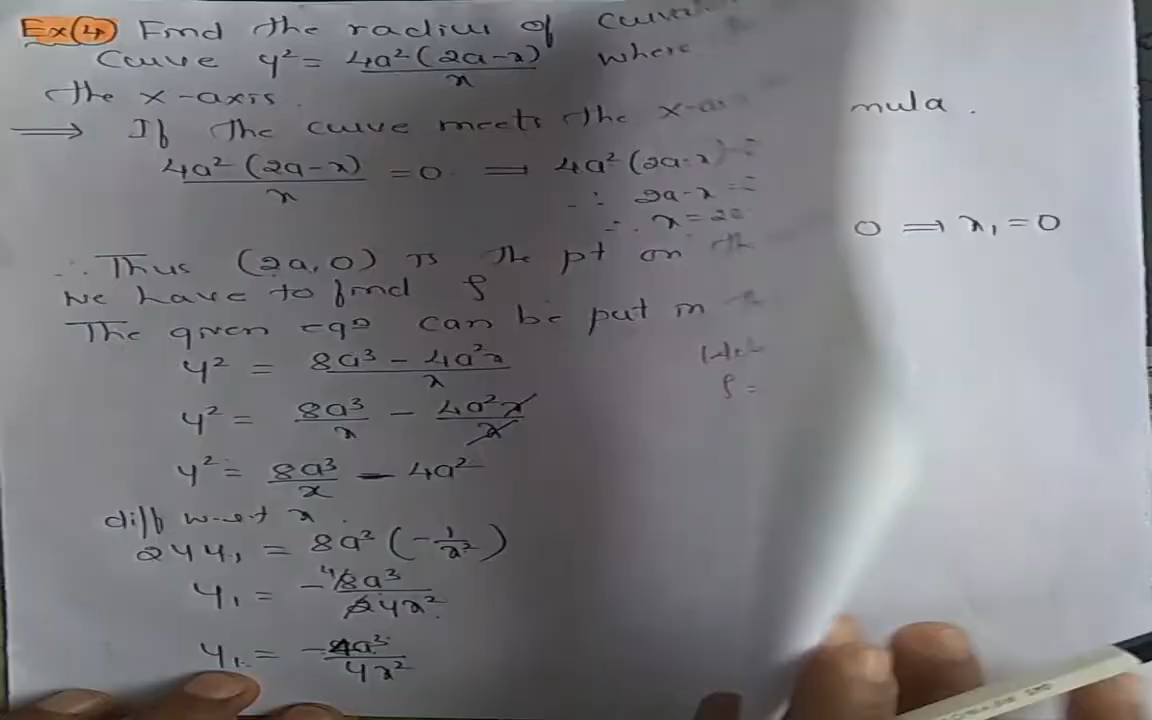 Ex(4) Find the radius of
Curve y² = 4a²(2a-x)/x where
the x-axis.
⟹ If the curve meets the x-axis
mula.
4a²(2a-x)/x = 0 ⟹ 4a²(2a-x) =
∴ 2a-x =
∴ x = 2
0 ⟹ x₁ = 0
∴ Thus (2a, 0) is the pt on the
we have to find ρ
The given eqn can be put in
y² = 8a³ - 4a²x/x
y² = 8a³/x - 4a²x/x
y² = 8a³/x - 4a²
ρ =
diff w.r.t x.
2yy₁ = 8a³(-1/x²)
y₁ = -8a³/2yx²
y₁ = -4a³/yx²